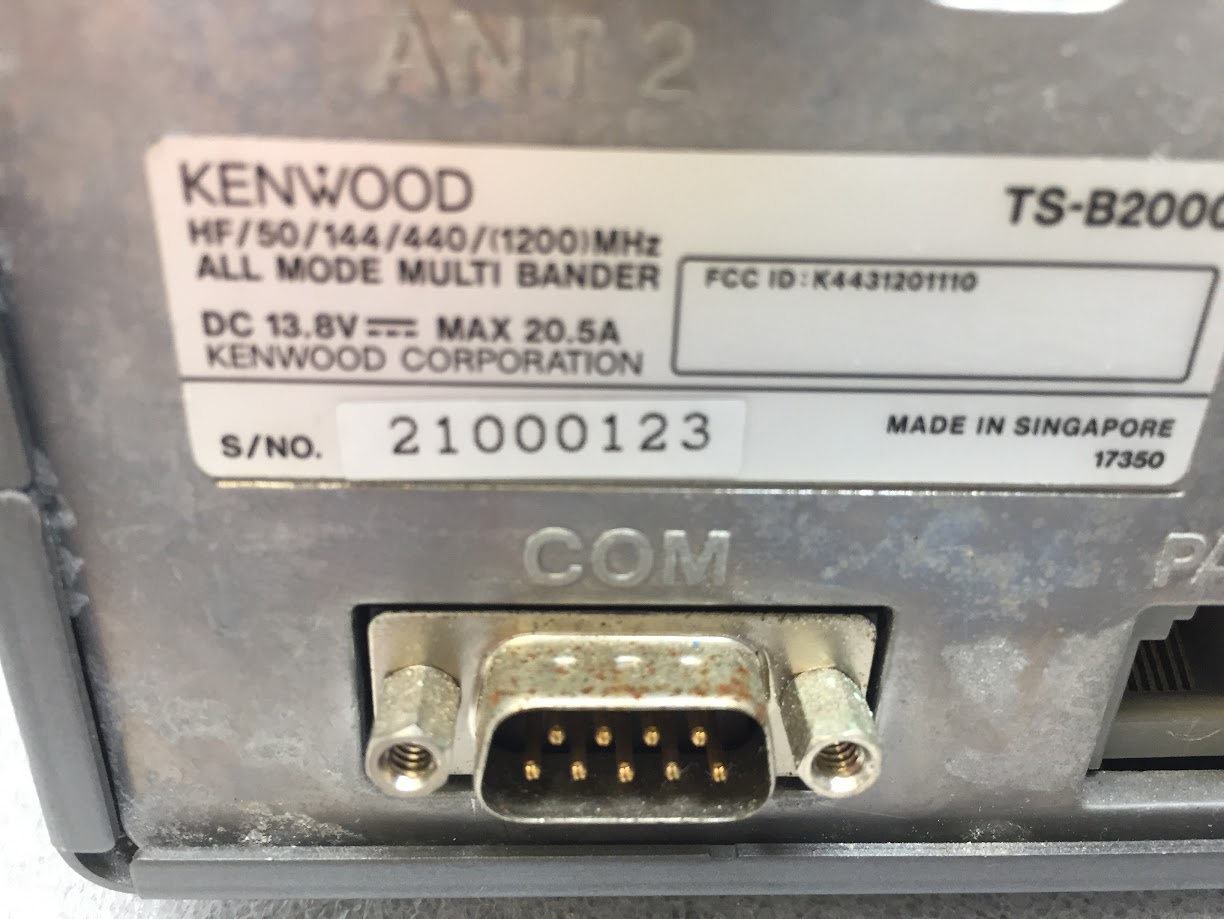 ANT 2
KENWOOD
TS-B2000
HF/50/144/440/(1200)MHz
ALL MODE MULTI BANDER
FCC ID:K4431201110
DC 13.8V MAX 20.5A
KENWOOD CORPORATION
S/NO. 21000123
MADE IN SINGAPORE
17350
COM